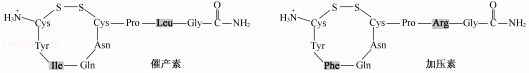 S—S O
H₃N⁺ Cys Cys—Pro—Leu—Gly—C—NH₂
Tyr Asn
Ile—Gln 催产素
S—S O
H₃N⁺ Cys Cys—Pro—Arg—Gly—C—NH₂
Tyr Asn
Phe—Gln 加压素